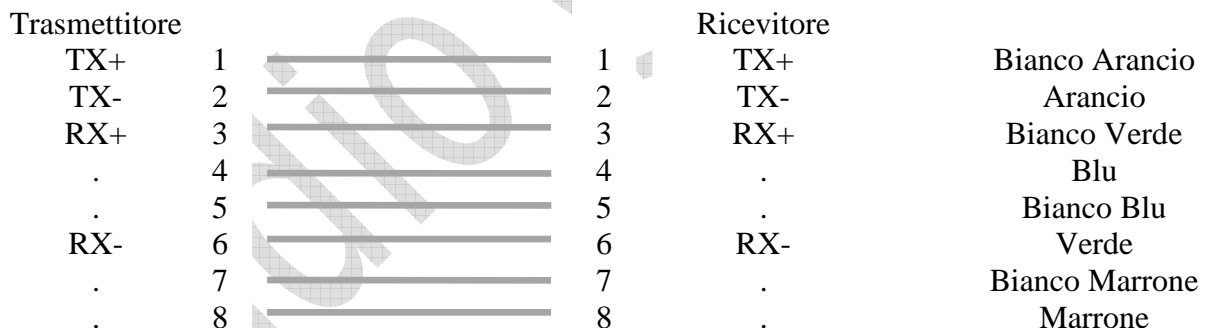 Trasmettitore Ricevitore
TX+ 1 1 TX+ Bianco Arancio
TX- 2 2 TX- Arancio
RX+ 3 3 RX+ Bianco Verde
. 4 4 . Blu
. 5 5 . Bianco Blu
RX- 6 6 RX- Verde
. 7 7 . Bianco Marrone
. 8 8 . Marrone